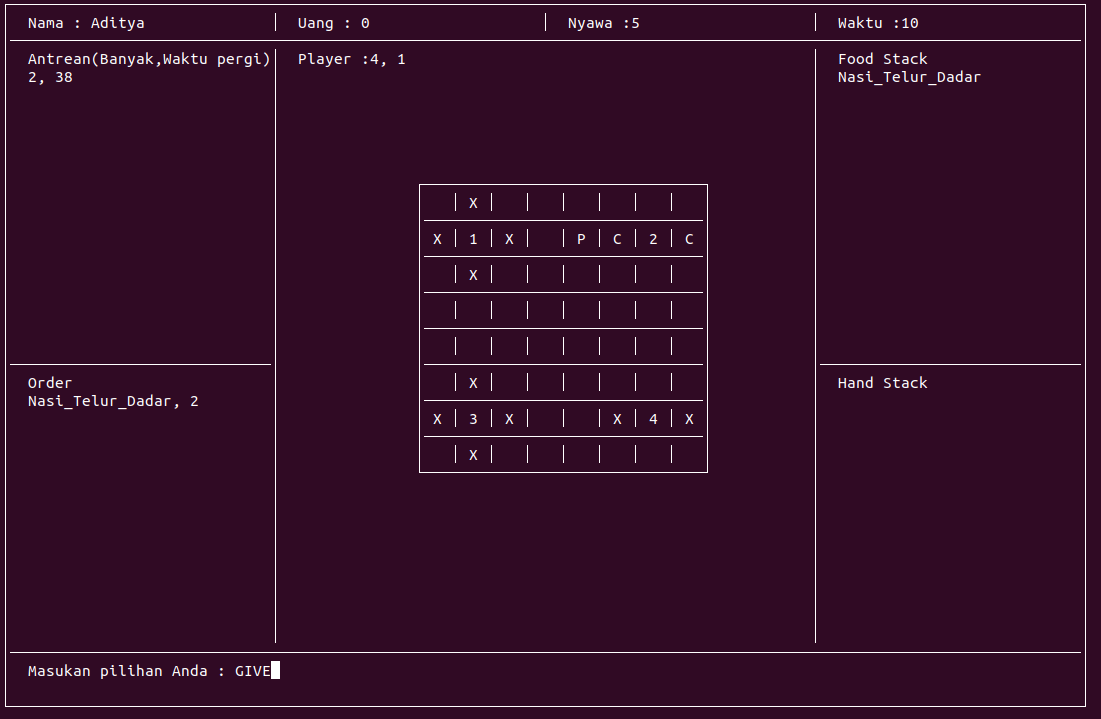 Nama : Aditya Uang : 0 Nyawa :5 Waktu :10
Antrean(Banyak,Waktu pergi)
2, 38
Player :4, 1
Food Stack
Nasi_Telur_Dadar
X
X 1 X P C 2 C
X
X
X 3 X X 4 X
X
Order
Nasi_Telur_Dadar, 2
Hand Stack
Masukan pilihan Anda : GIVE